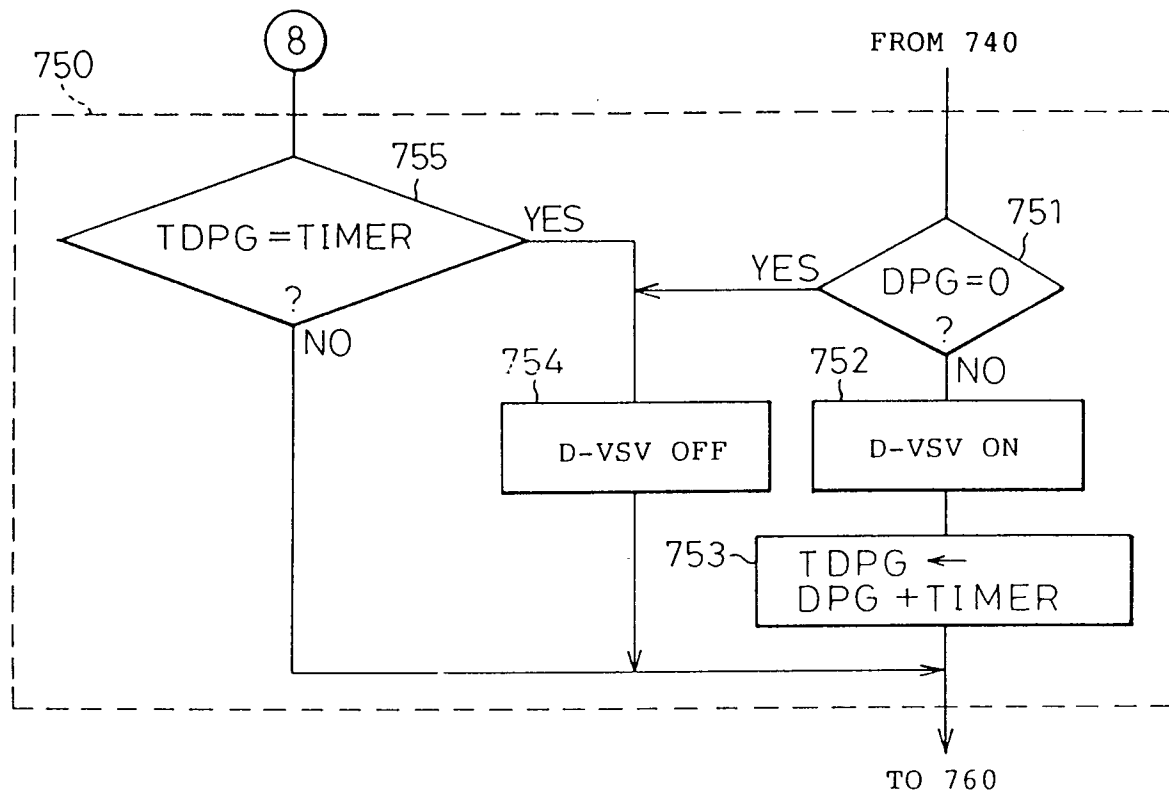 8
FROM 740
750
755
TDPG=TIMER
?
YES
NO
751
YES
DPG=0
?
NO
754
D-VSV OFF
752
D-VSV ON
753
TDPG ←
DPG+TIMER
TO 760